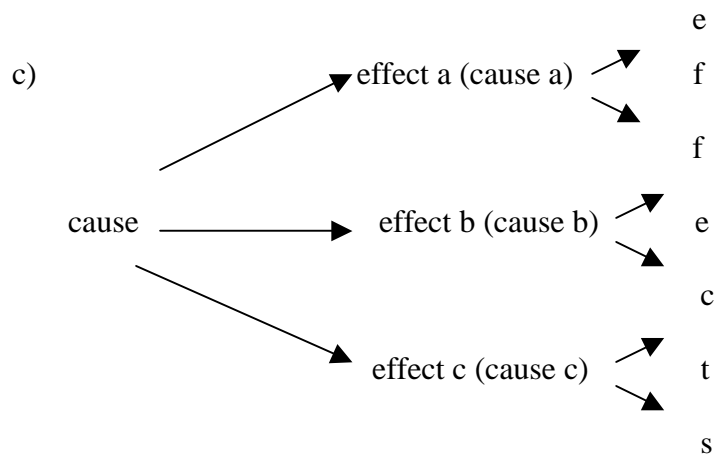 e
c) effect a (cause a) f
f
cause effect b (cause b) e
c
effect c (cause c) t
s